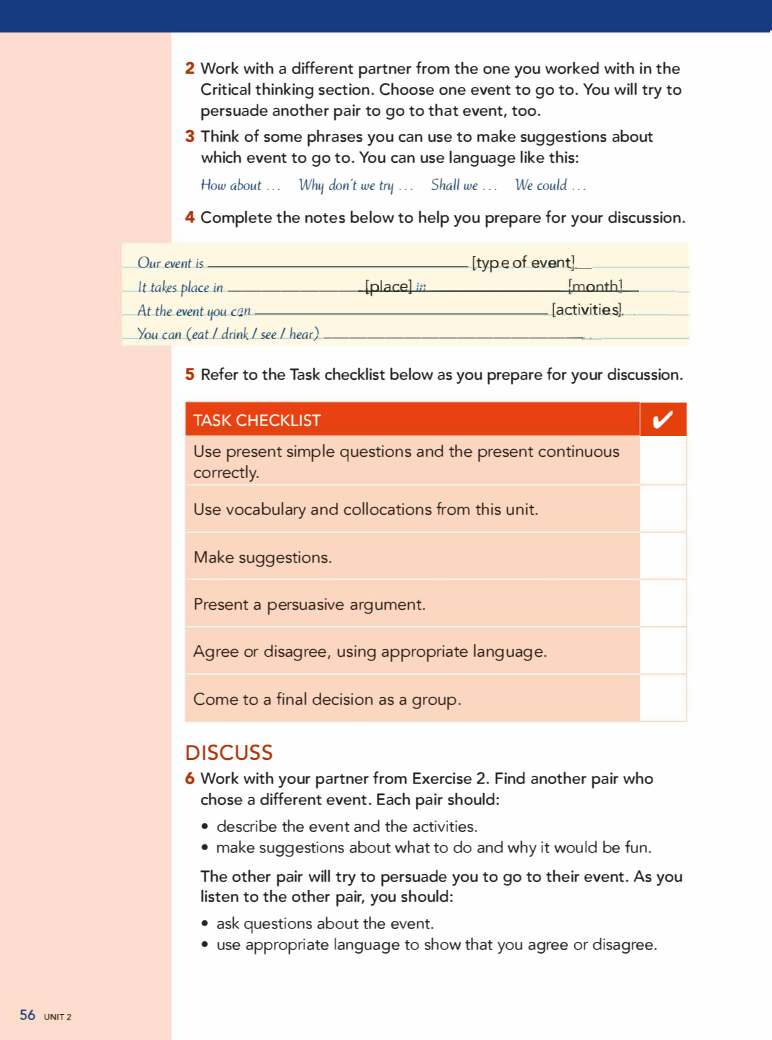 2 Work with a different partner from the one you worked with in the
Critical thinking section. Choose one event to go to. You will try to
persuade another pair to go to that event, too.
3 Think of some phrases you can use to make suggestions about
which event to go to. You can use language like this:
How about ... Why don't we try ... Shall we ... We could ...
4 Complete the notes below to help you prepare for your discussion.
Our event is [type of event].
It takes place in [place] in [month].
At the event you can [activities].
You can (eat / drink / see / hear) .
5 Refer to the Task checklist below as you prepare for your discussion.
TASK CHECKLIST ✔
Use present simple questions and the present continuous
correctly.
Use vocabulary and collocations from this unit.
Make suggestions.
Present a persuasive argument.
Agree or disagree, using appropriate language.
Come to a final decision as a group.
DISCUSS
6 Work with your partner from Exercise 2. Find another pair who
chose a different event. Each pair should:
• describe the event and the activities.
• make suggestions about what to do and why it would be fun.
The other pair will try to persuade you to go to their event. As you
listen to the other pair, you should:
• ask questions about the event.
• use appropriate language to show that you agree or disagree.
56 UNIT 2